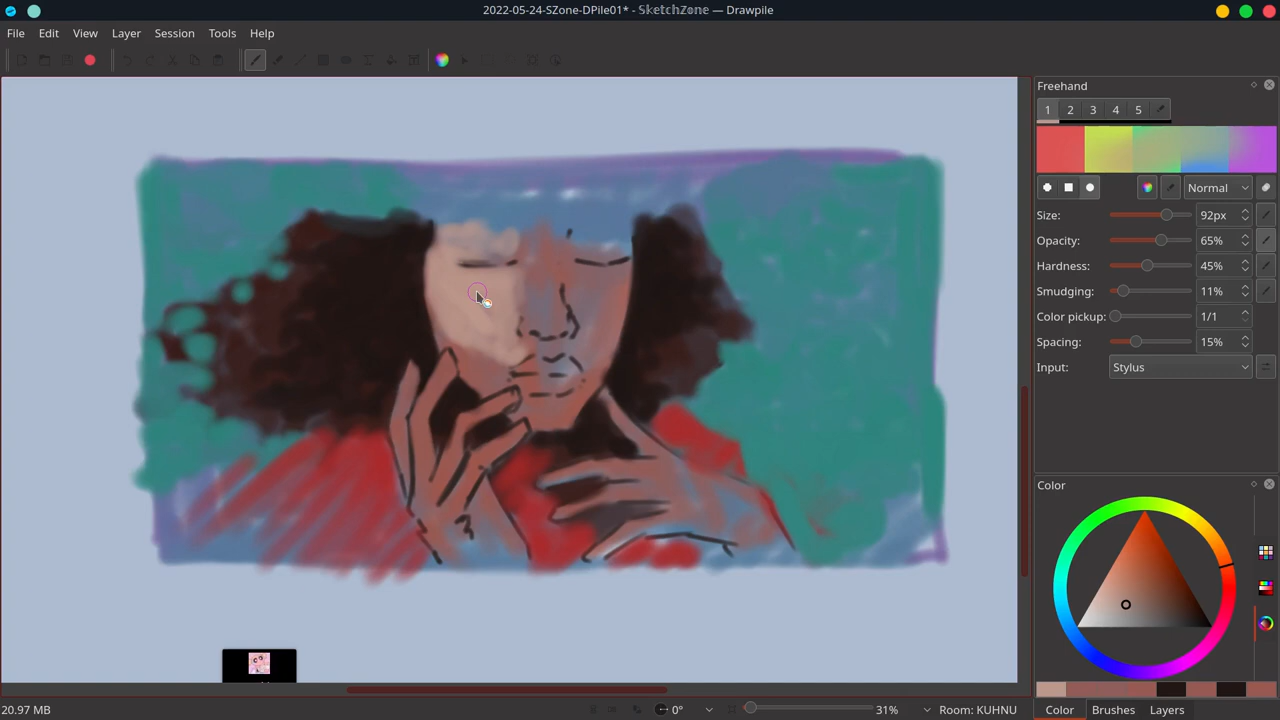 2022-05-24-SZone-DPile01* - SketchZone — Drawpile
File Edit View Layer Session Tools Help
Freehand
1 2 3 4 5
Normal
Size: 92px
Opacity: 65%
Hardness: 45%
Smudging: 11%
Color pickup: 1/1
Spacing: 15%
Input: Stylus
Color
20.97 MB 0° 31% Room: KUHNU Color Brushes Layers